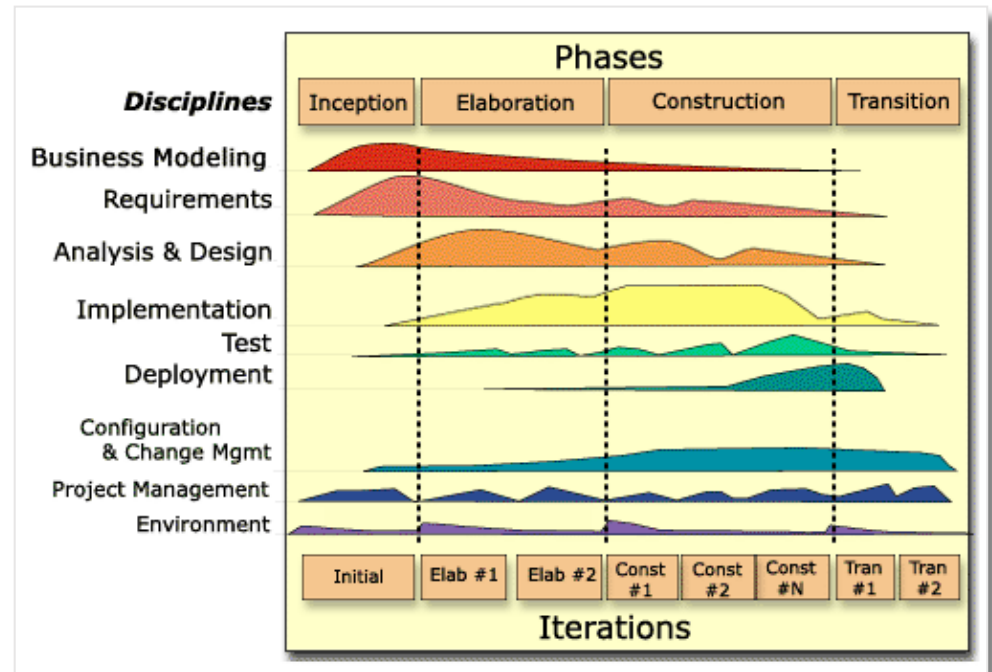 Phases
Disciplines
Inception
Elaboration
Construction
Transition
Business Modeling
Requirements
Analysis & Design
Implementation
Test
Deployment
Configuration
& Change Mgmt
Project Management
Environment
Initial
Elab #1
Elab #2
Const
#1
Const
#2
Const
#N
Tran
#1
Tran
#2
Iterations